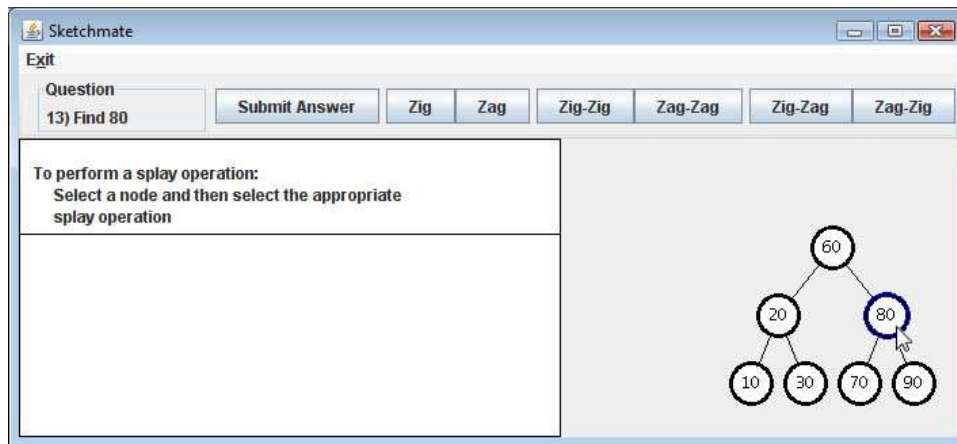 Sketchmate
Exit
Question
13) Find 80
Submit Answer Zig Zag Zig-Zig Zag-Zag Zig-Zag Zag-Zig
To perform a splay operation:
Select a node and then select the appropriate
splay operation
60
20 80
10 30 70 90